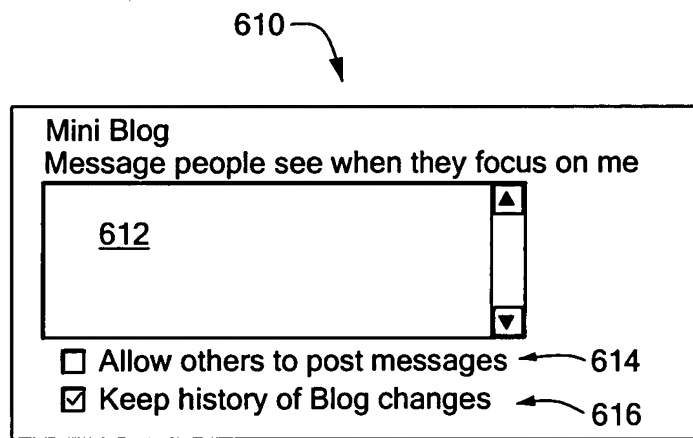 610
Mini Blog
Message people see when they focus on me
612
Allow others to post messages 614
Keep history of Blog changes 616